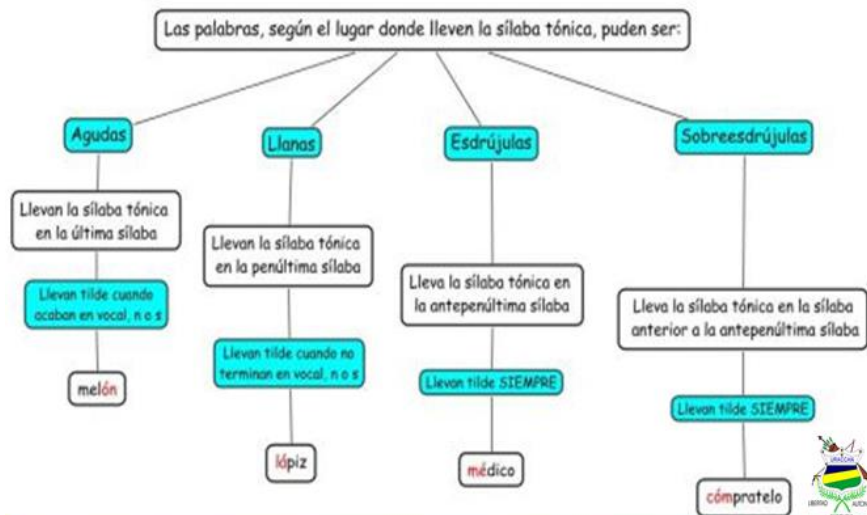 Las palabras, según el lugar donde lleven la sílaba tónica, puden ser:
Agudas
Llevan la sílaba tónica
en la última sílaba
Llevan tilde cuando
acaban en vocal, n o s
melón
Llanas
Llevan la sílaba tónica
en la penúltima sílaba
Llevan tilde cuando no
terminan en vocal, n o s
lápiz
Esdrújulas
Lleva la sílaba tónica en
la antepenúltima sílaba
Llevan tilde SIEMPRE
médico
Sobreesdrújulas
Lleva la sílaba tónica en la sílaba
anterior a la antepenúltima sílaba
Llevan tilde SIEMPRE
cómpratelo
URACCAN